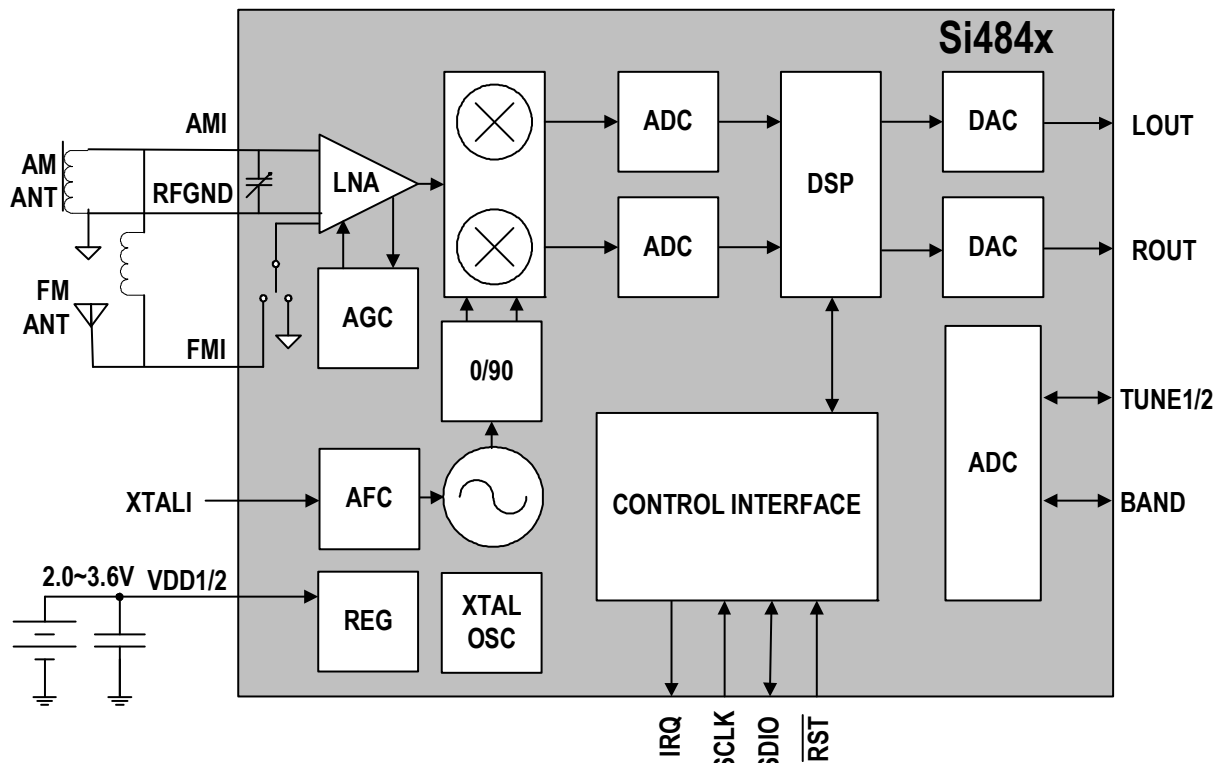 Si484x
AMI
AM
ANT
RFGND
LNA
ADC
DSP
DAC
LOUT
ADC
DAC
ROUT
FM
ANT
FMI
AGC
0/90
ADC
TUNE1/2
BAND
XTALI
AFC
CONTROL INTERFACE
2.0~3.6V
VDD1/2
REG
XTAL
OSC
IRQ
SCLK
SDIO
RST